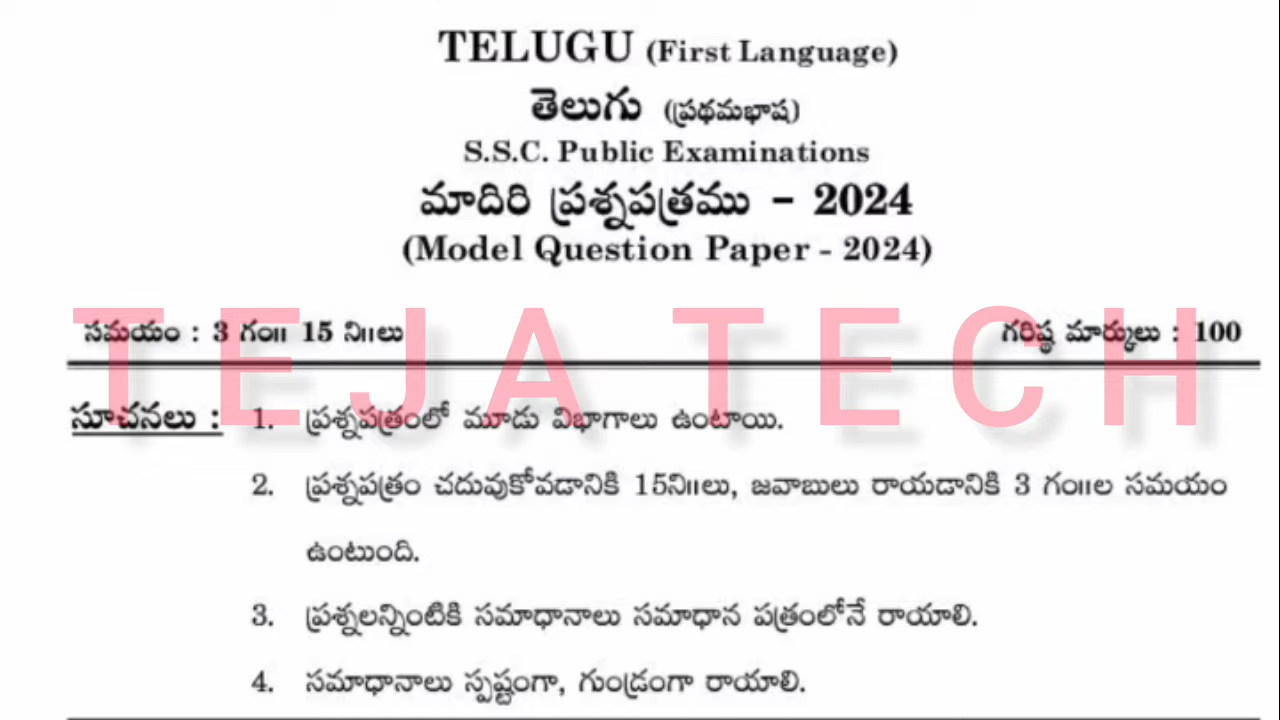 TELUGU (First Language)
తెలుగు (ప్రథమభాష)
S.S.C. Public Examinations
మాదిరి ప్రశ్నపత్రము - 2024
(Model Question Paper - 2024)
సమయం : 3 గం॥ 15 ని॥లు
గరిష్ఠ మార్కులు : 100
TEJA TECH
సూచనలు : 1. ప్రశ్నపత్రంలో మూడు విభాగాలు ఉంటాయి.
2. ప్రశ్నపత్రం చదువుకోవడానికి 15ని॥లు, జవాబులు రాయడానికి 3 గం॥ల సమయం
ఉంటుంది.
3. ప్రశ్నలన్నింటికి సమాధానాలు సమాధాన పత్రంలోనే రాయాలి.
4. సమాధానాలు స్పష్టంగా, గుండ్రంగా రాయాలి.